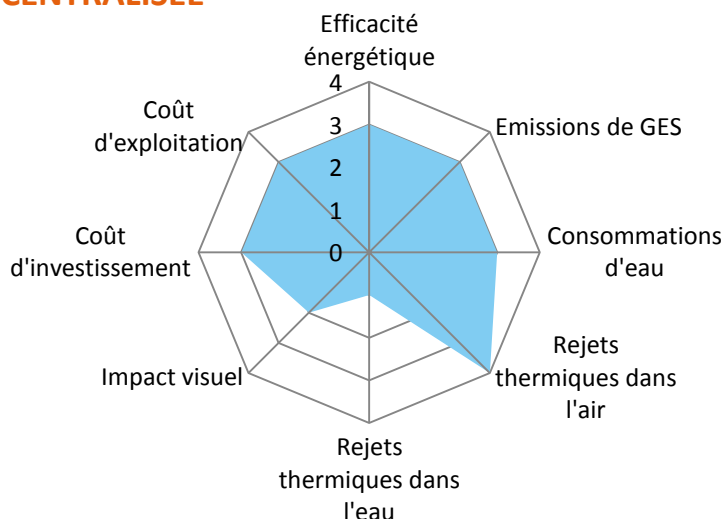 CENTRALISÉE
Efficacité
énergétique
4
3
2
1
0
Emissions de GES
Consommations
d'eau
Rejets
thermiques dans
l'air
Rejets
thermiques dans
l'eau
Impact visuel
Coût
d'investissement
Coût
d'exploitation